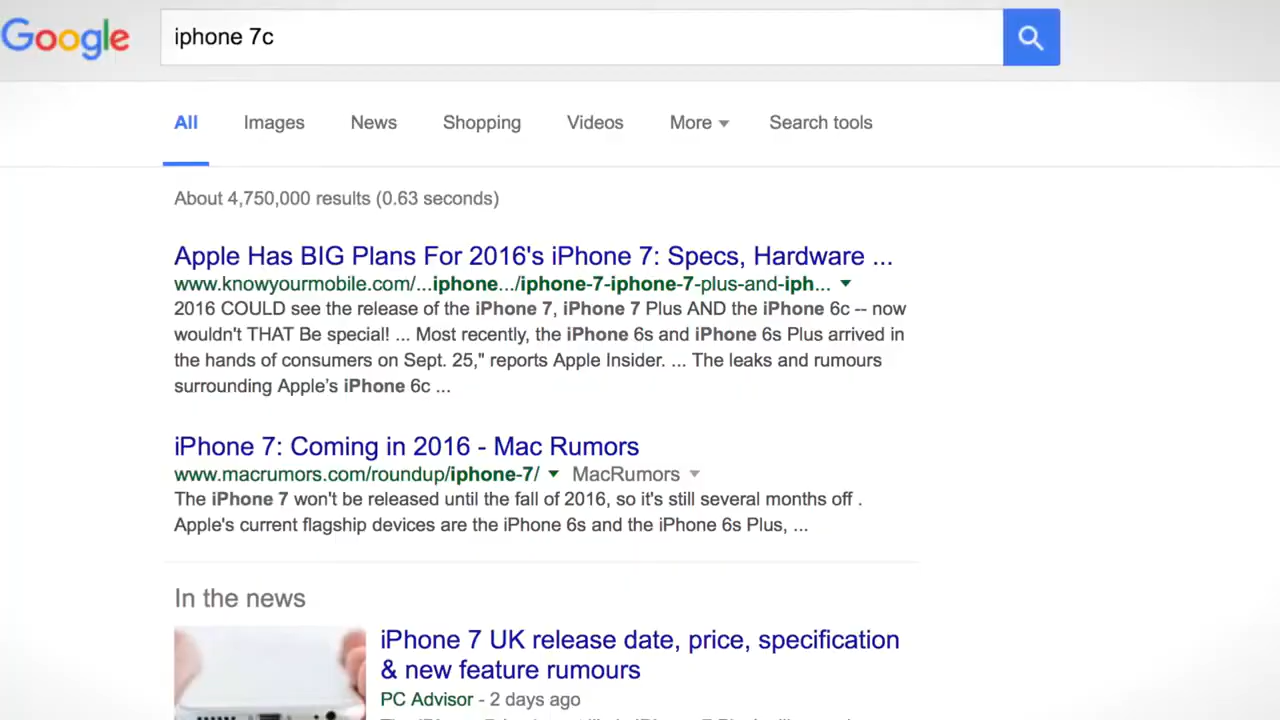 Google
iphone 7c
All Images News Shopping Videos More Search tools
About 4,750,000 results (0.63 seconds)
Apple Has BIG Plans For 2016's iPhone 7: Specs, Hardware ...
www.knowyourmobile.com/...iphone.../iphone-7-iphone-7-plus-and-iph...
2016 COULD see the release of the iPhone 7, iPhone 7 Plus AND the iPhone 6c -- now
wouldn't THAT Be special! ... Most recently, the iPhone 6s and iPhone 6s Plus arrived in
the hands of consumers on Sept. 25," reports Apple Insider. ... The leaks and rumours
surrounding Apple's iPhone 6c ...
iPhone 7: Coming in 2016 - Mac Rumors
www.macrumors.com/roundup/iphone-7/ MacRumors
The iPhone 7 won't be released until the fall of 2016, so it's still several months off .
Apple's current flagship devices are the iPhone 6s and the iPhone 6s Plus, ...
In the news
iPhone 7 UK release date, price, specification
& new feature rumours
PC Advisor - 2 days ago